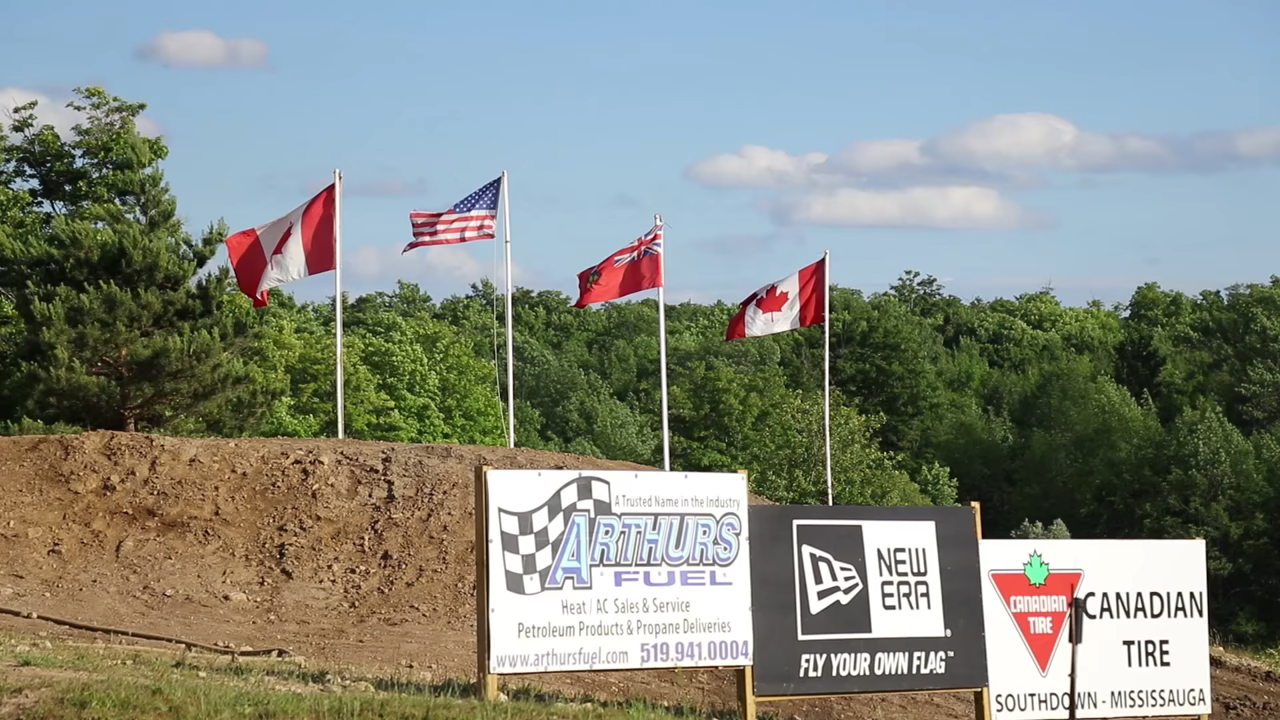 A Trusted Name in the Industry
ARTHURS
FUEL
Heat / AC Sales & Service
Petroleum Products & Propane Deliveries
www.arthursfuel.com 519.941.0004
NEW
ERA
®
FLY YOUR OWN FLAG™
CANADIAN
TIRE
CANADIAN
TIRE
SOUTHDOWN - MISSISSAUGA